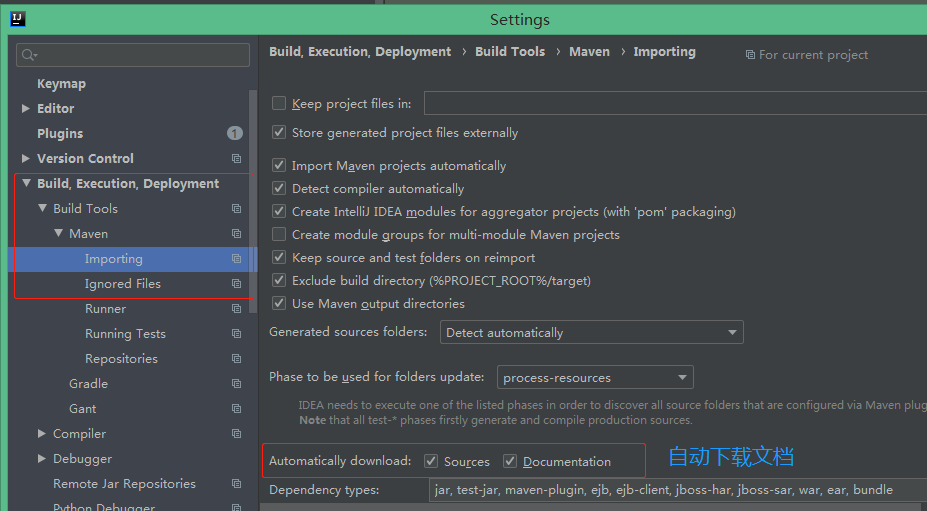 IJ
Settings
Keymap
Editor
Plugins 1
Version Control
Build, Execution, Deployment
Build Tools
Maven
Importing
Ignored Files
Runner
Running Tests
Repositories
Gradle
Gant
Compiler
Debugger
Remote Jar Repositories
Python Debugger
Build, Execution, Deployment › Build Tools › Maven › Importing For current project
Keep project files in:
Store generated project files externally
Import Maven projects automatically
Detect compiler automatically
Create IntelliJ IDEA modules for aggregator projects (with 'pom' packaging)
Create module groups for multi-module Maven projects
Keep source and test folders on reimport
Exclude build directory (%PROJECT_ROOT%/target)
Use Maven output directories
Generated sources folders: Detect automatically
Phase to be used for folders update: process-resources
IDEA needs to execute one of the listed phases in order to discover all source folders that are configured via Maven plug
Note that all test-* phases firstly generate and compile production sources.
Automatically download: Sources Documentation 自动下载文档
Dependency types: jar, test-jar, maven-plugin, ejb, ejb-client, jboss-har, jboss-sar, war, ear, bundle